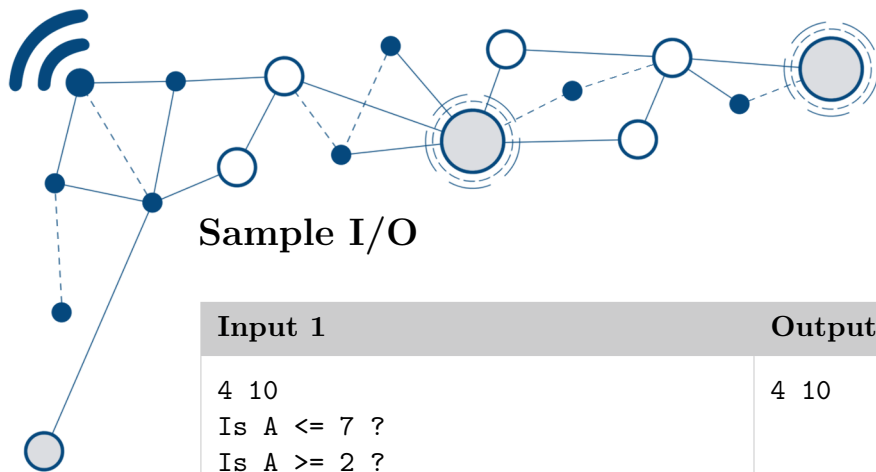 Sample I/O
Input 1 Output
4 10 4 10
Is A <= 7 ?
Is A >= 2 ?